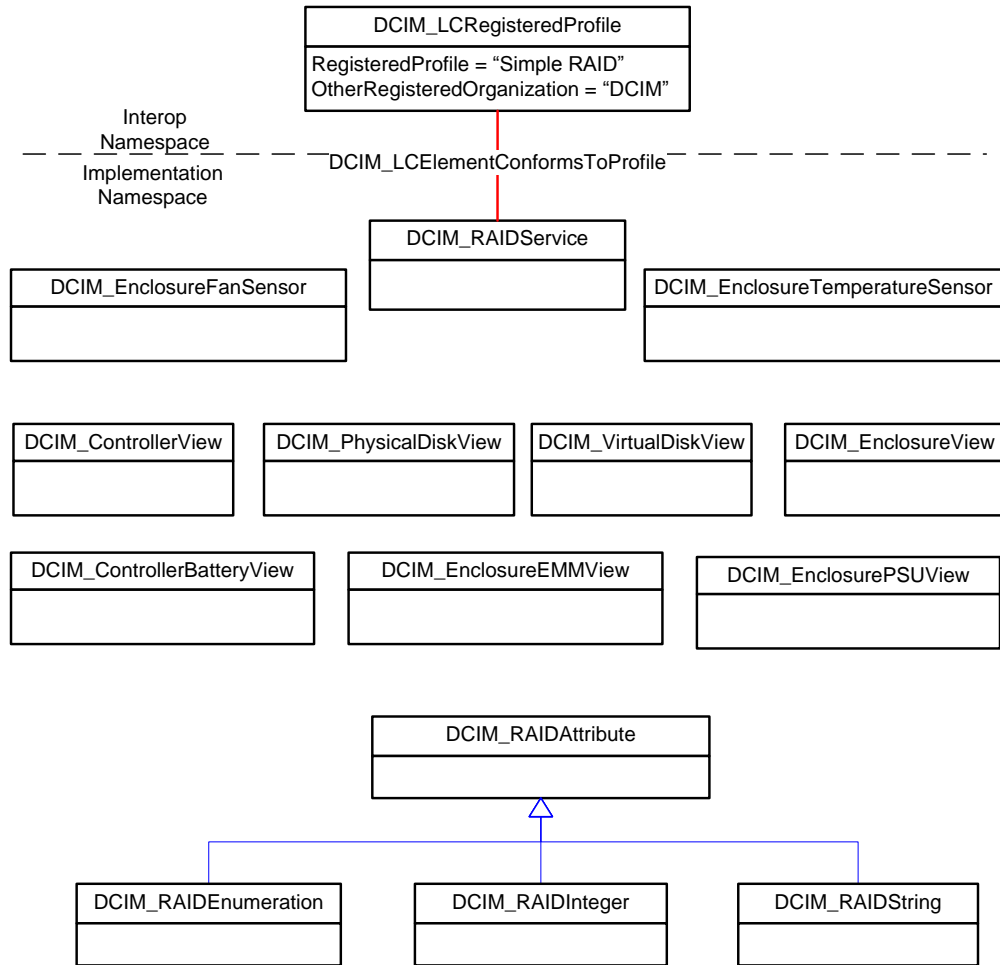 DCIM_LCRegisteredProfile
RegisteredProfile = “Simple RAID”
OtherRegisteredOrganization = “DCIM”
Interop
Namespace
DCIM_LCElementConformsToProfile
Implementation
Namespace
DCIM_RAIDService
DCIM_EnclosureFanSensor
DCIM_EnclosureTemperatureSensor
DCIM_ControllerView
DCIM_PhysicalDiskView
DCIM_VirtualDiskView
DCIM_EnclosureView
DCIM_ControllerBatteryView
DCIM_EnclosureEMMView
DCIM_EnclosurePSUView
DCIM_RAIDAttribute
DCIM_RAIDEnumeration
DCIM_RAIDInteger
DCIM_RAIDString